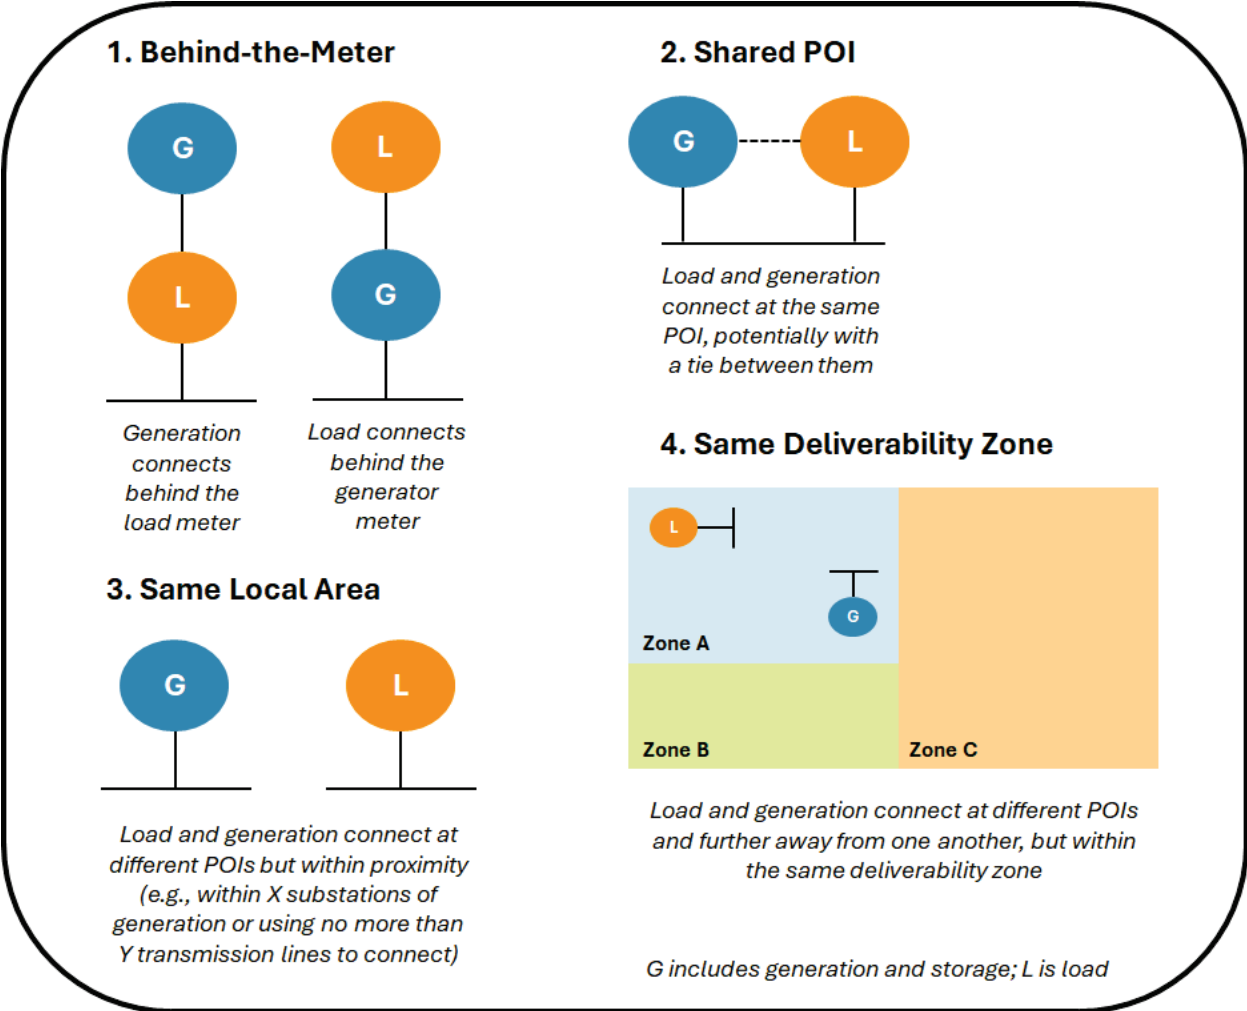 1. Behind-the-Meter
G
L
L
G
Generation
connects
behind the
load meter
Load connects
behind the
generator
meter
2. Shared POI
G
L
Load and generation
connect at the same
POI, potentially with
a tie between them
3. Same Local Area
G
L
Load and generation connect at
different POIs but within proximity
(e.g., within X substations of
generation or using no more than
Y transmission lines to connect)
4. Same Deliverability Zone
L
G
Zone A
Zone B
Zone C
Load and generation connect at different POIs
and further away from one another, but within
the same deliverability zone
G includes generation and storage; L is load